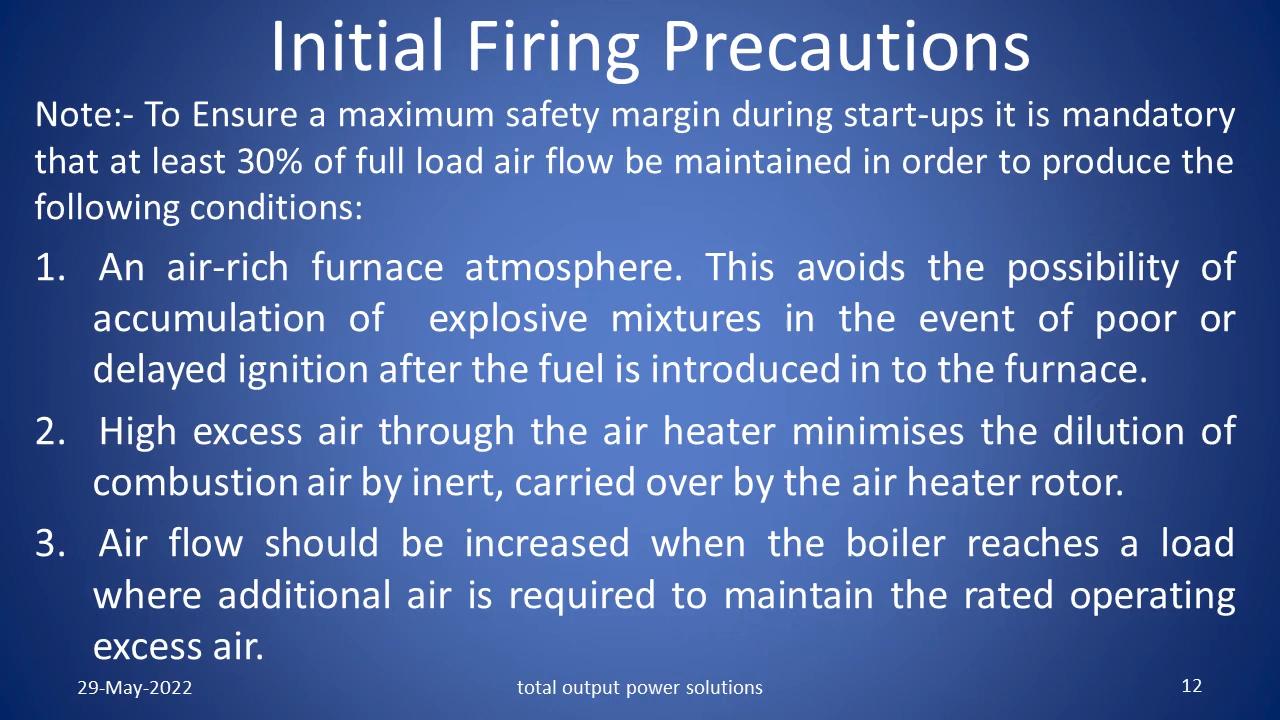 Initial Firing Precautions
Note:- To Ensure a maximum safety margin during start-ups it is mandatory
that at least 30% of full load air flow be maintained in order to produce the
following conditions:
1. An air-rich furnace atmosphere. This avoids the possibility of
accumulation of explosive mixtures in the event of poor or
delayed ignition after the fuel is introduced in to the furnace.
2. High excess air through the air heater minimises the dilution of
combustion air by inert, carried over by the air heater rotor.
3. Air flow should be increased when the boiler reaches a load
where additional air is required to maintain the rated operating
excess air.
29-May-2022 total output power solutions 12